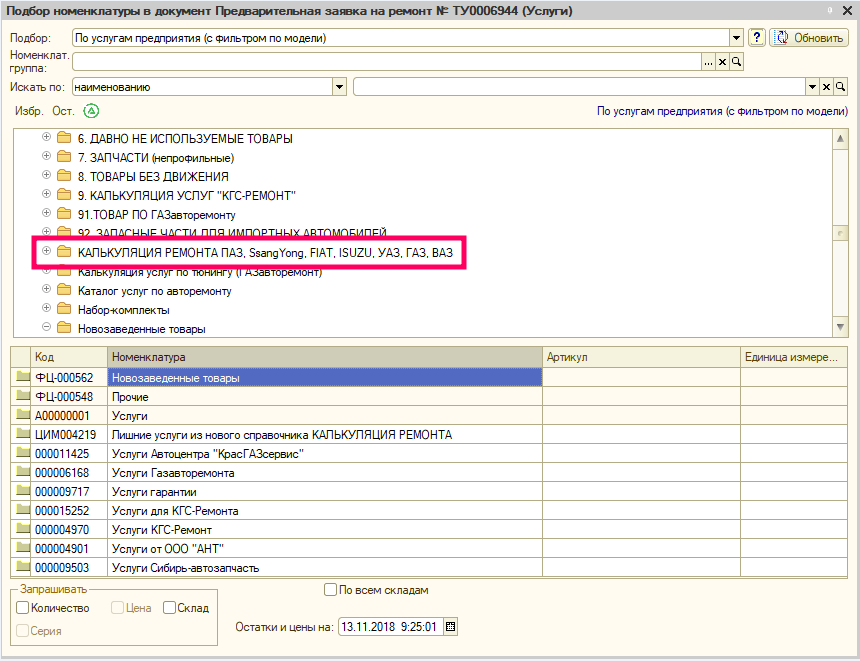 Подбор номенклатуры в документ Предварительная заявка на ремонт № ТУ0006944 (Услуги)
Подбор: По услугам предприятия (с фильтром по модели) ? Обновить
Номенклат. группа: ...
Искать по: наименованию
Избр. Ост. По услугам предприятия (с фильтром по модели)
6. ДАВНО НЕ ИСПОЛЬЗУЕМЫЕ ТОВАРЫ
7. ЗАПЧАСТИ (непрофильные)
8. ТОВАРЫ БЕЗ ДВИЖЕНИЯ
9. КАЛЬКУЛЯЦИЯ УСЛУГ "КГС-РЕМОНТ"
91.ТОВАР ПО ГАЗавторемонту
92. ЗАПАСНЫЕ ЧАСТИ ДЛЯ ИМПОРТНЫХ АВТОМОБИЛЕЙ
КАЛЬКУЛЯЦИЯ РЕМОНТА ПАЗ, SsangYong, FIAT, ISUZU, УАЗ, ГАЗ, ВАЗ
Калькуляция услуг по тюнингу (ГАЗавторемонт)
Каталог услуг по авторемонту
Набор-комплекты
Новозаведенные товары
Код Номенклатура Артикул Единица измере...
ФЦ-000562 Новозаведенные товары
ФЦ-000548 Прочие
А00000001 Услуги
ЦИМ004219 Лишние услуги из нового справочника КАЛЬКУЛЯЦИЯ РЕМОНТА
000011425 Услуги Автоцентра "КрасГАЗсервис"
000006168 Услуги Газавторемонта
000009717 Услуги гарантии
000015252 Услуги для КГС-Ремонта
000004970 Услуги КГС-Ремонт
000004901 Услуги от ООО "АНТ"
000009503 Услуги Сибирь-автозапчасть
Запрашивать
Количество Цена Склад
Серия
По всем складам
Остатки и цены на: 13.11.2018 9:25:01